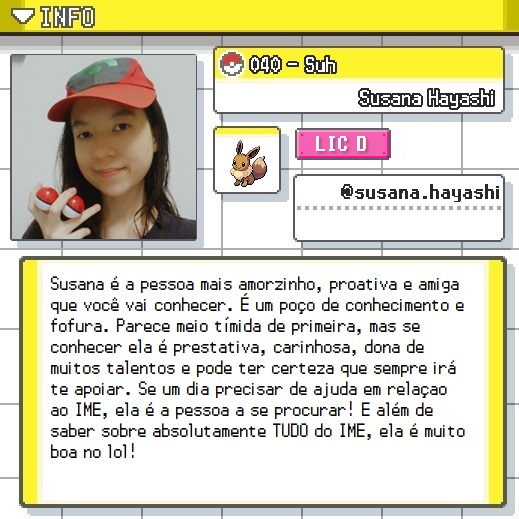 INFO
040 - Suh
Susana Hayashi
LIC D
@susana.hayashi
Susana é a pessoa mais amorzinho, proativa e amiga
que você vai conhecer. É um poço de conhecimento e
fofura. Parece meio tímida de primeira, mas se
conhecer ela é prestativa, carinhosa, dona de
muitos talentos e pode ter certeza que sempre irá
te apoiar. Se um dia precisar de ajuda em relaçao
ao IME, ela é a pessoa a se procurar! E além de
saber sobre absolutamente TUDO do IME, ela é muito
boa no lol!